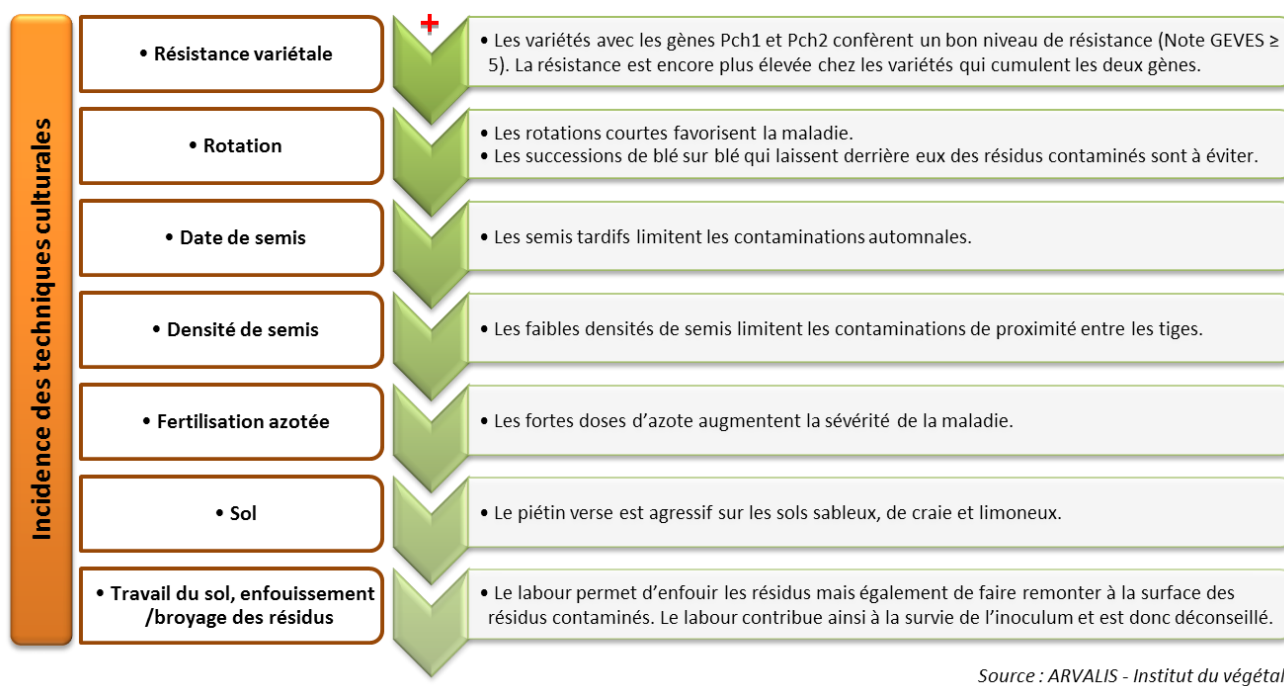 Incidence des techniques culturales
+
• Résistance variétale
• Les variétés avec les gènes Pch1 et Pch2 confèrent un bon niveau de résistance (Note GEVES ≥
5). La résistance est encore plus élevée chez les variétés qui cumulent les deux gènes.
• Rotation
• Les rotations courtes favorisent la maladie.
• Les successions de blé sur blé qui laissent derrière eux des résidus contaminés sont à éviter.
• Date de semis
• Les semis tardifs limitent les contaminations automnales.
• Densité de semis
• Les faibles densités de semis limitent les contaminations de proximité entre les tiges.
• Fertilisation azotée
• Les fortes doses d’azote augmentent la sévérité de la maladie.
• Sol
• Le piétin verse est agressif sur les sols sableux, de craie et limoneux.
• Travail du sol, enfouissement
/broyage des résidus
• Le labour permet d’enfouir les résidus mais également de faire remonter à la surface des
résidus contaminés. Le labour contribue ainsi à la survie de l’inoculum et est donc déconseillé.
Source : ARVALIS - Institut du végétal